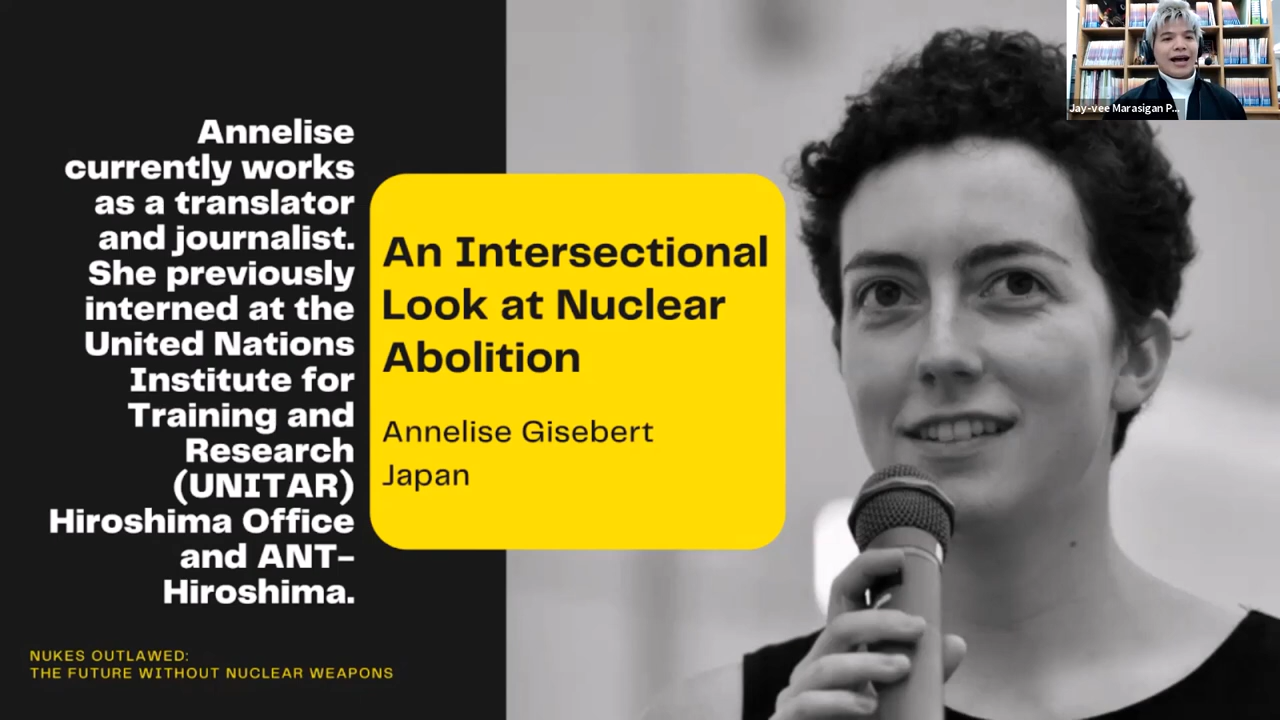 Annelise
currently works
as a translator
and journalist.
She previously
interned at the
United Nations
Institute for
Training and
Research
(UNITAR)
Hiroshima Office
and ANT-
Hiroshima.
An Intersectional
Look at Nuclear
Abolition
Annelise Gisebert
Japan
NUKES OUTLAWED:
THE FUTURE WITHOUT NUCLEAR WEAPONS
Jay-vee Marasigan P...